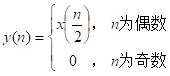 y(n) = { x(n/2), n为偶数
0, n为奇数